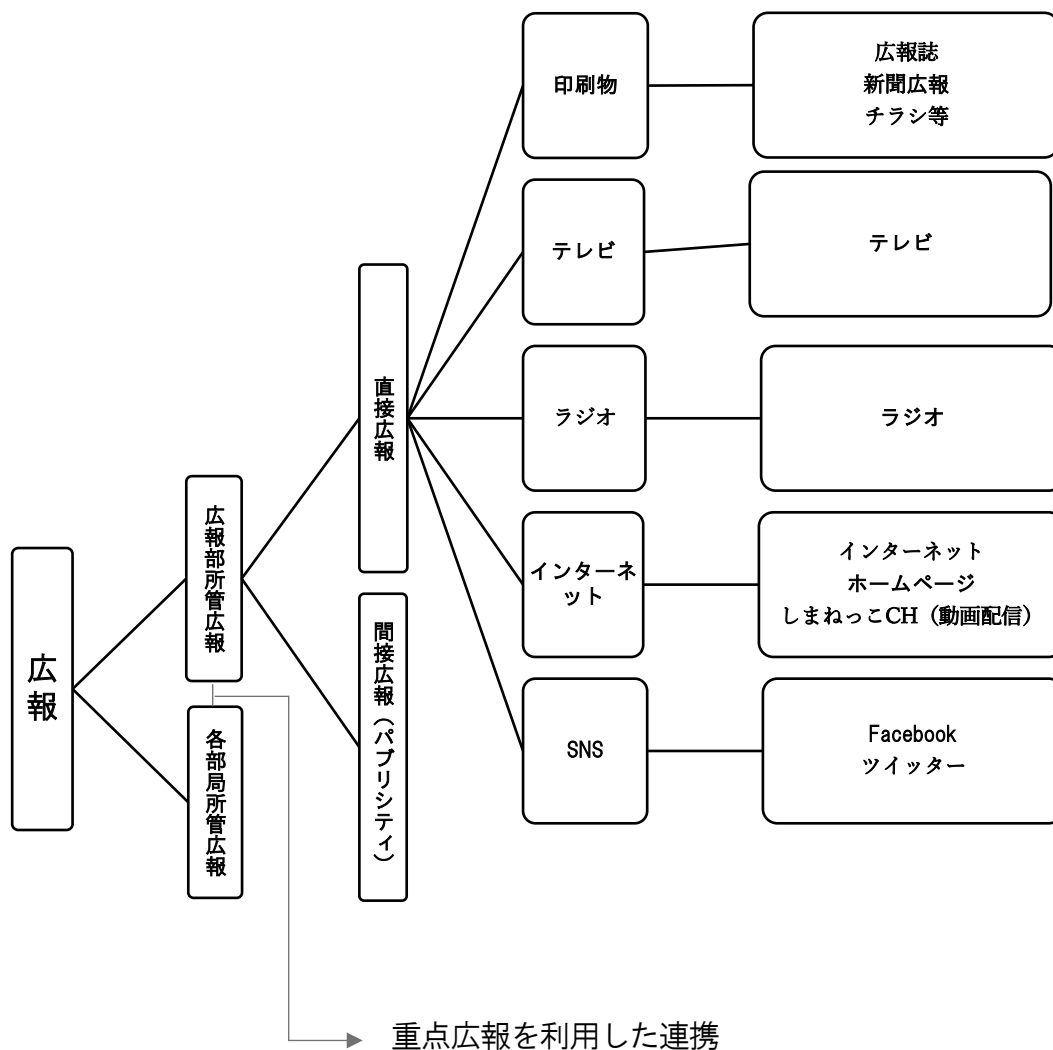 広報
広報部所管広報
各部局所管広報
直接広報
間接広報（パブリシティ）
印刷物
広報誌
新聞広報
チラシ等
テレビ
テレビ
ラジオ
ラジオ
インターネ
ット
インターネット
ホームページ
しまねっこCH（動画配信）
SNS
Facebook
ツイッター
重点広報を利用した連携